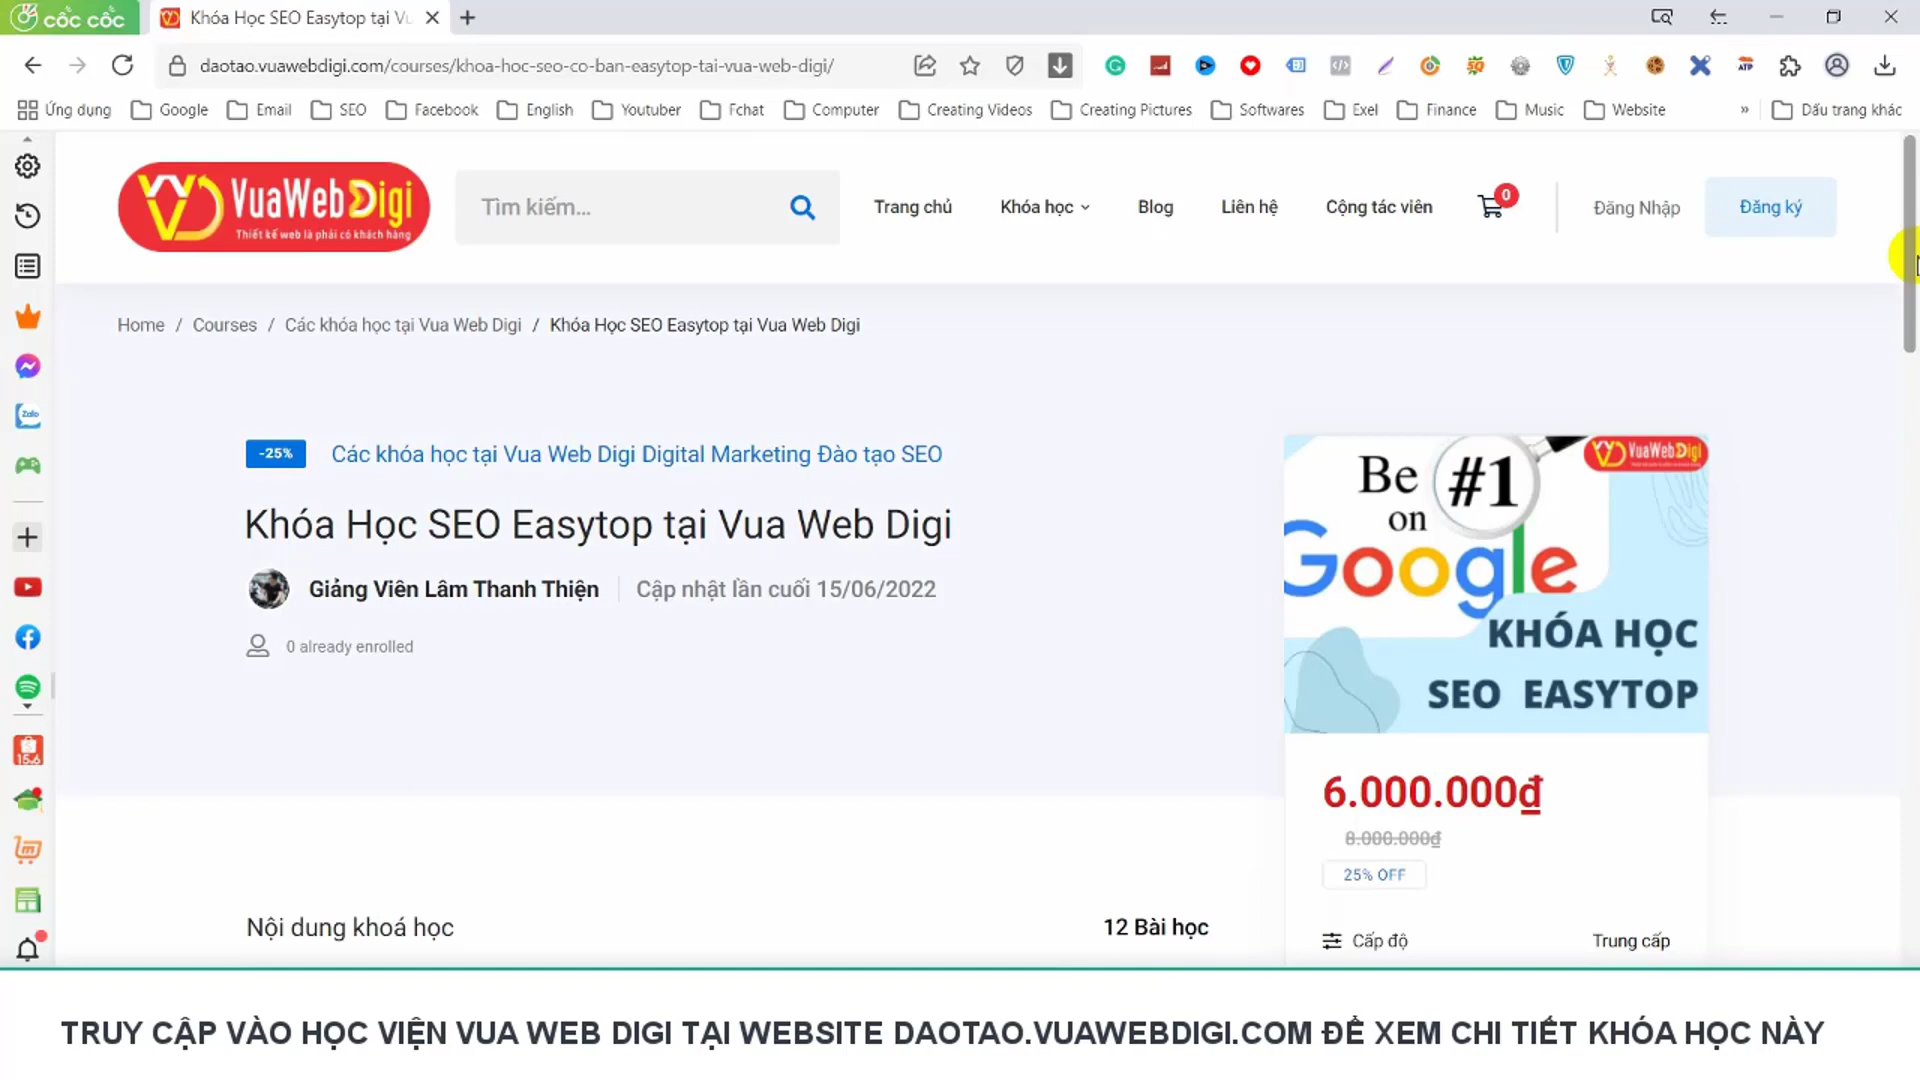 cốc cốc
Khóa Học SEO Easytop tại Vu
daotao.vuawebdigi.com/courses/khoa-hoc-seo-co-ban-easytop-tai-vua-web-digi/
ATP
Ứng dụng
Google
Email
SEO
Facebook
English
Youtuber
Fchat
Computer
Creating Videos
Creating Pictures
Softwares
Exel
Finance
Music
Website
»
Dấu trang khác
VuaWebDigi
Thiết kế web là phải có khách hàng
Tìm kiếm...
Trang chủ
Khóa học
Blog
Liên hệ
Cộng tác viên
0
Đăng Nhập
Đăng ký
Home / Courses / Các khóa học tại Vua Web Digi / Khóa Học SEO Easytop tại Vua Web Digi
Zalo
15.6
-25%
Các khóa học tại Vua Web Digi Digital Marketing Đào tạo SEO
Khóa Học SEO Easytop tại Vua Web Digi
Giảng Viên Lâm Thanh Thiện
Cập nhật lần cuối 15/06/2022
0 already enrolled
Be #1
on
Google
VuaWebDigi
KHÓA HỌC
SEO EASYTOP
6.000.000₫
8.000.000₫
25% OFF
Nội dung khoá học
12 Bài học
Cấp độ
Trung cấp
TRUY CẬP VÀO HỌC VIỆN VUA WEB DIGI TẠI WEBSITE DAOTAO.VUAWEBDIGI.COM ĐỂ XEM CHI TIẾT KHÓA HỌC NÀY